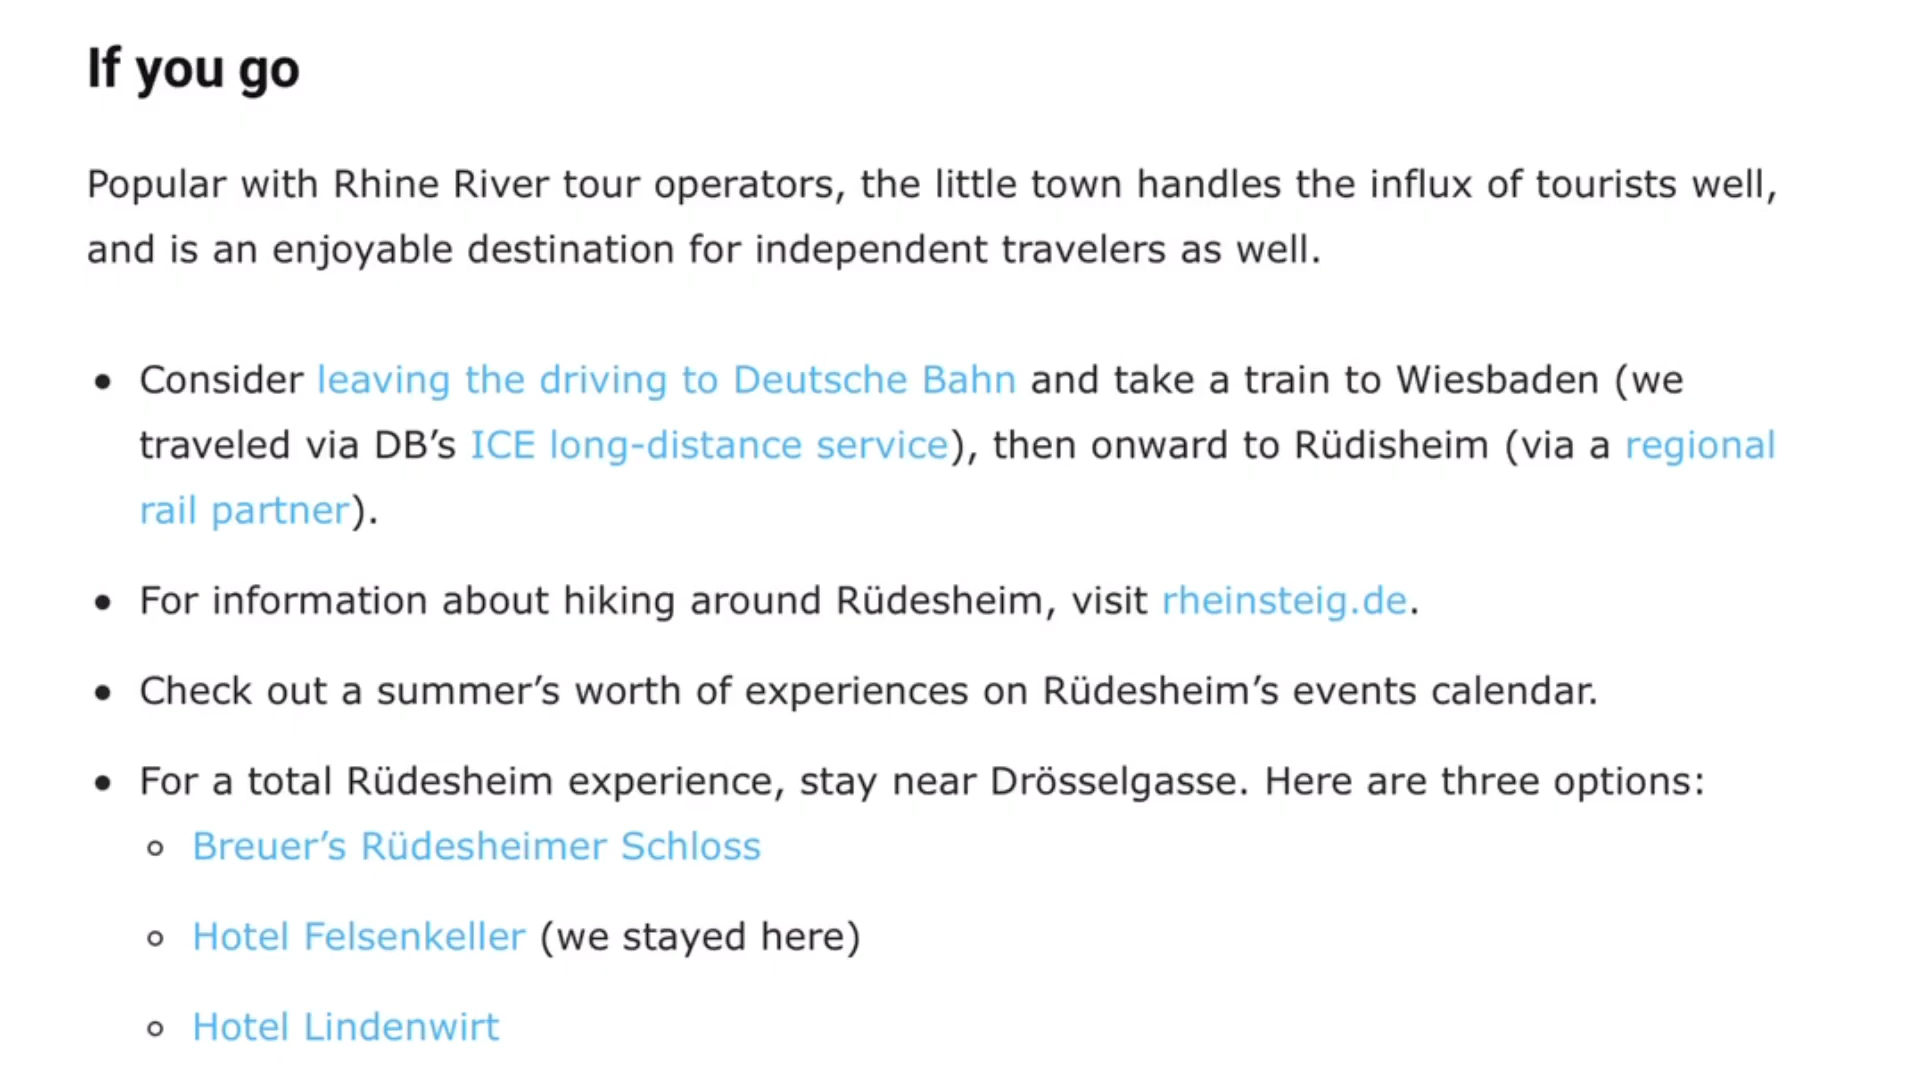 If you go
Popular with Rhine River tour operators, the little town handles the influx of tourists well,
and is an enjoyable destination for independent travelers as well.
• Consider leaving the driving to Deutsche Bahn and take a train to Wiesbaden (we
traveled via DB’s ICE long-distance service), then onward to Rüdisheim (via a regional
rail partner).
• For information about hiking around Rüdesheim, visit rheinsteig.de.
• Check out a summer’s worth of experiences on Rüdesheim’s events calendar.
• For a total Rüdesheim experience, stay near Drösselgasse. Here are three options:
◦ Breuer’s Rüdesheimer Schloss
◦ Hotel Felsenkeller (we stayed here)
◦ Hotel Lindenwirt